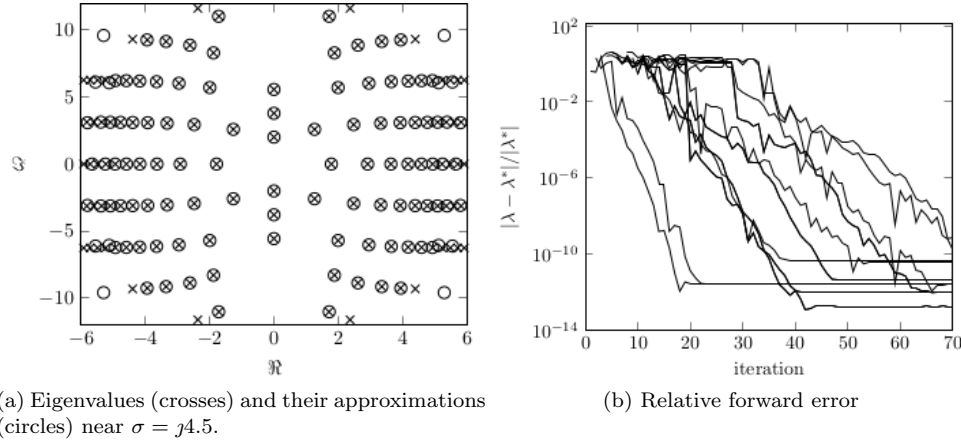 10
5
0
−5
−10
ℑ
−6 −4 −2 0 2 4 6
ℜ
10²
10⁻²
10⁻⁶
10⁻¹⁰
10⁻¹⁴
|λ − λ*|/|λ*|
0 10 20 30 40 50 60 70
iteration
(a) Eigenvalues (crosses) and their approximations
(circles) near σ = ȷ4.5.
(b) Relative forward error